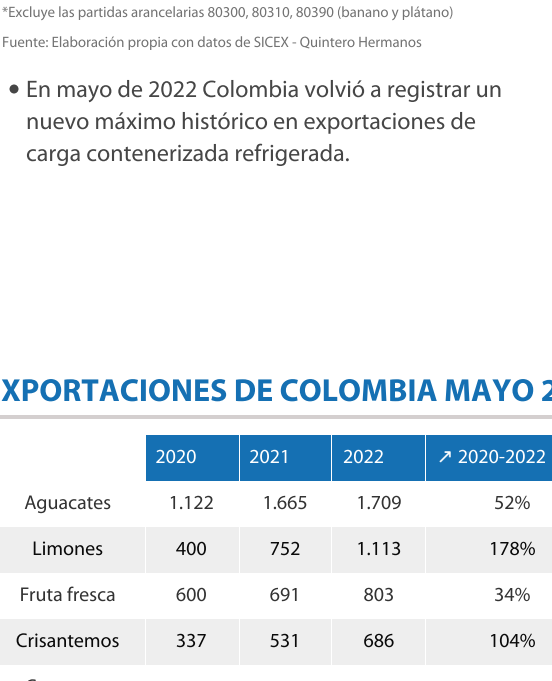 *Excluye las partidas arancelarias 80300, 80310, 80390 (banano y plátano)
Fuente: Elaboración propia con datos de SICEX - Quintero Hermanos
• En mayo de 2022 Colombia volvió a registrar un
nuevo máximo histórico en exportaciones de
carga contenerizada refrigerada.
XPORTACIONES DE COLOMBIA MAYO 2
2020 2021 2022 ↗ 2020-2022
Aguacates 1.122 1.665 1.709 52%
Limones 400 752 1.113 178%
Fruta fresca 600 691 803 34%
Crisantemos 337 531 686 104%